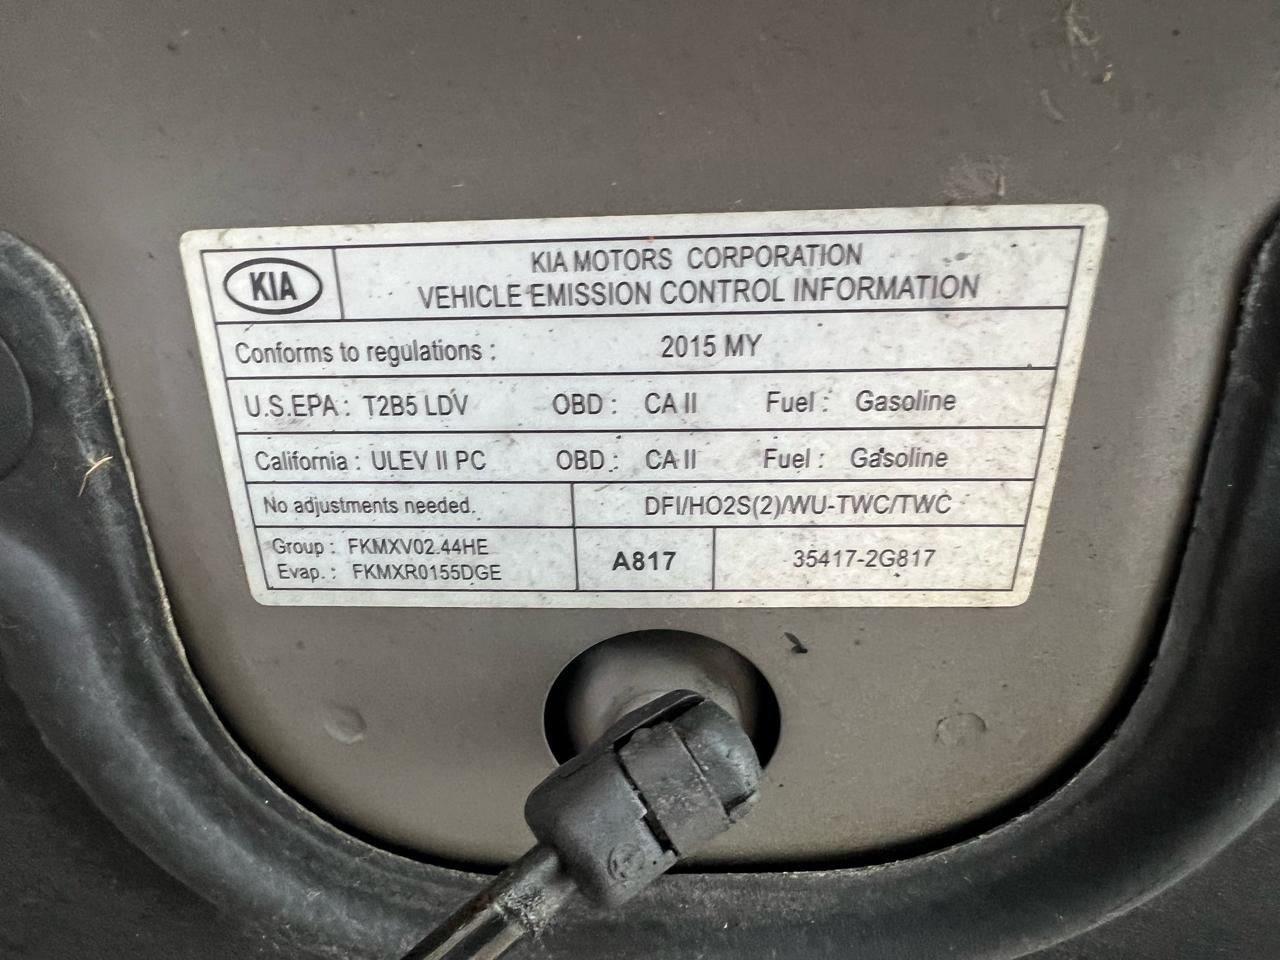 KIA
KIA MOTORS CORPORATION
VEHICLE EMISSION CONTROL INFORMATION
Conforms to regulations : 2015 MY
U.S.EPA : T2B5 LDV OBD : CA II Fuel : Gasoline
California : ULEV II PC OBD : CA II Fuel : Gasoline
No adjustments needed. DFI/HO2S(2)/WU-TWC/TWC
Group : FKMXV02.44HE
Evap. : FKMXR0155DGE
A817
35417-2G817